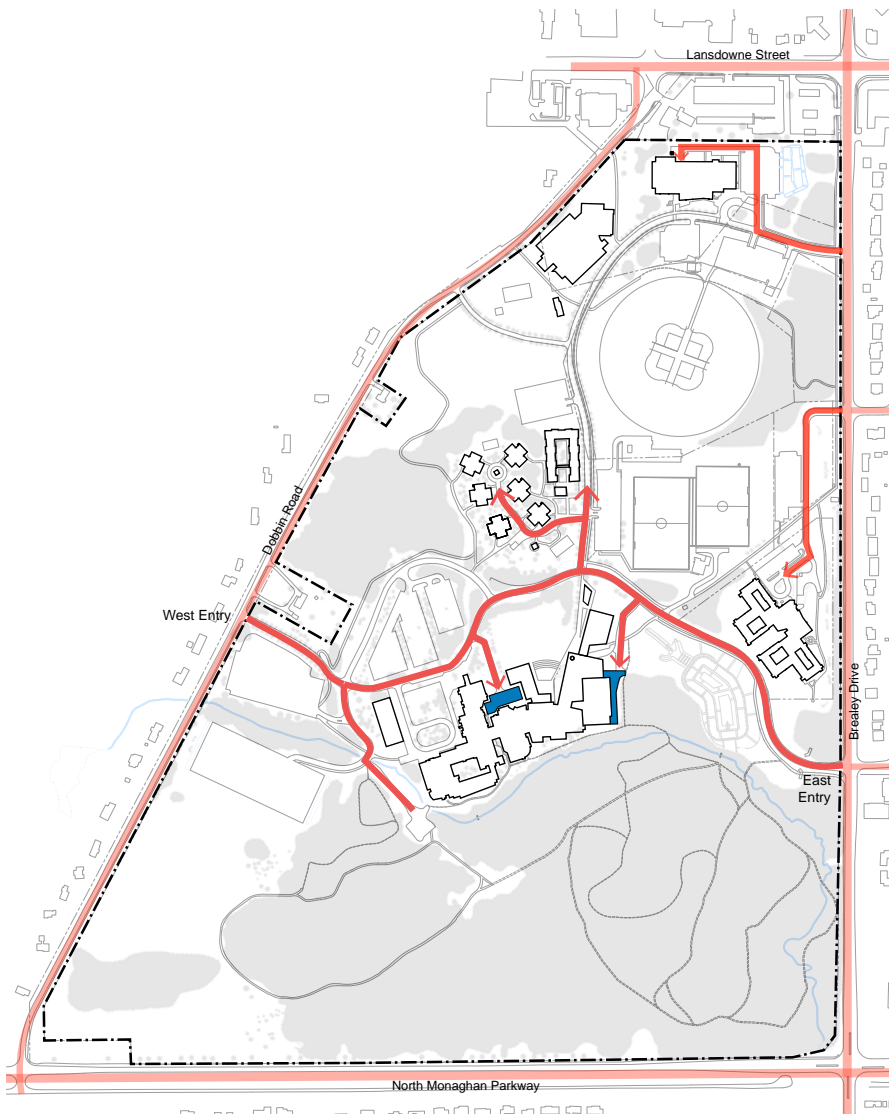 Lansdowne Street
Dobbin Road
West Entry
Brealey Drive
East
Entry
North Monaghan Parkway